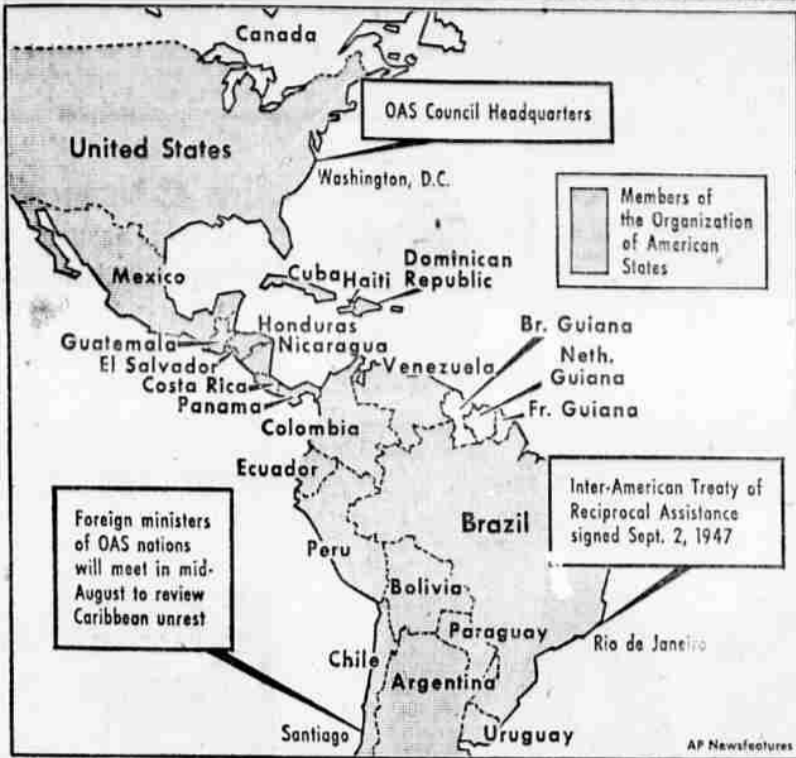 Canada
OAS Council Headquarters
United States
Washington, D.C.
Members of
the Organization
of American
States
Mexico
Cuba
Haiti
Dominican
Republic
Guatemala
Honduras
El Salvador
Nicaragua
Costa Rica
Panama
Venezuela
Br. Guiana
Neth.
Guiana
Fr. Guiana
Colombia
Ecuador
Inter-American Treaty of
Reciprocal Assistance
signed Sept. 2, 1947
Brazil
Foreign ministers
of OAS nations
will meet in mid-
August to review
Caribbean unrest
Peru
Bolivia
Paraguay
Rio de Janeiro
Chile
Argentina
Santiago
Uruguay
AP Newsfeatures